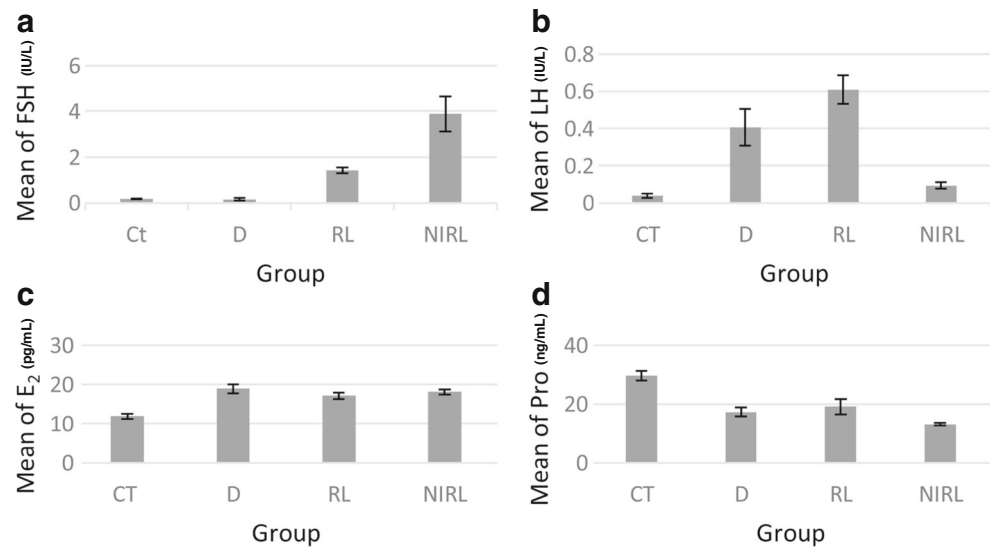 a
Mean of FSH (IU/L)
6
4
2
0
Ct D RL NIRL
Group
b
Mean of LH (IU/L)
0.8
0.6
0.4
0.2
0
CT D RL NIRL
Group
c
Mean of E₂ (pg/mL)
30
20
10
0
CT D RL NIRL
Group
d
Mean of Pro (ng/mL)
40
20
0
CT D RL NIRL
Group